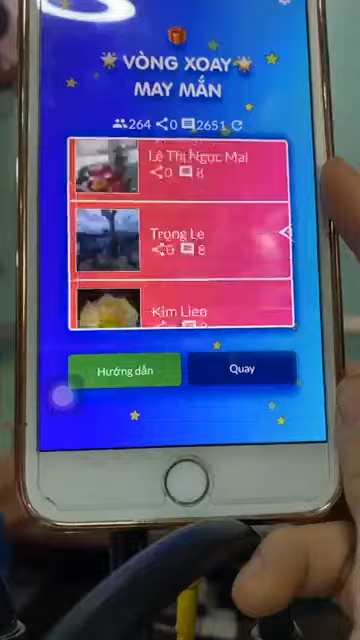 VÒNG XOAY
MAY MẮN
264 0 2651
Lê Thị Ngọc Mai
0 8
Trọng Le
0 8
Kim Lien
Hướng dẫn
Quay